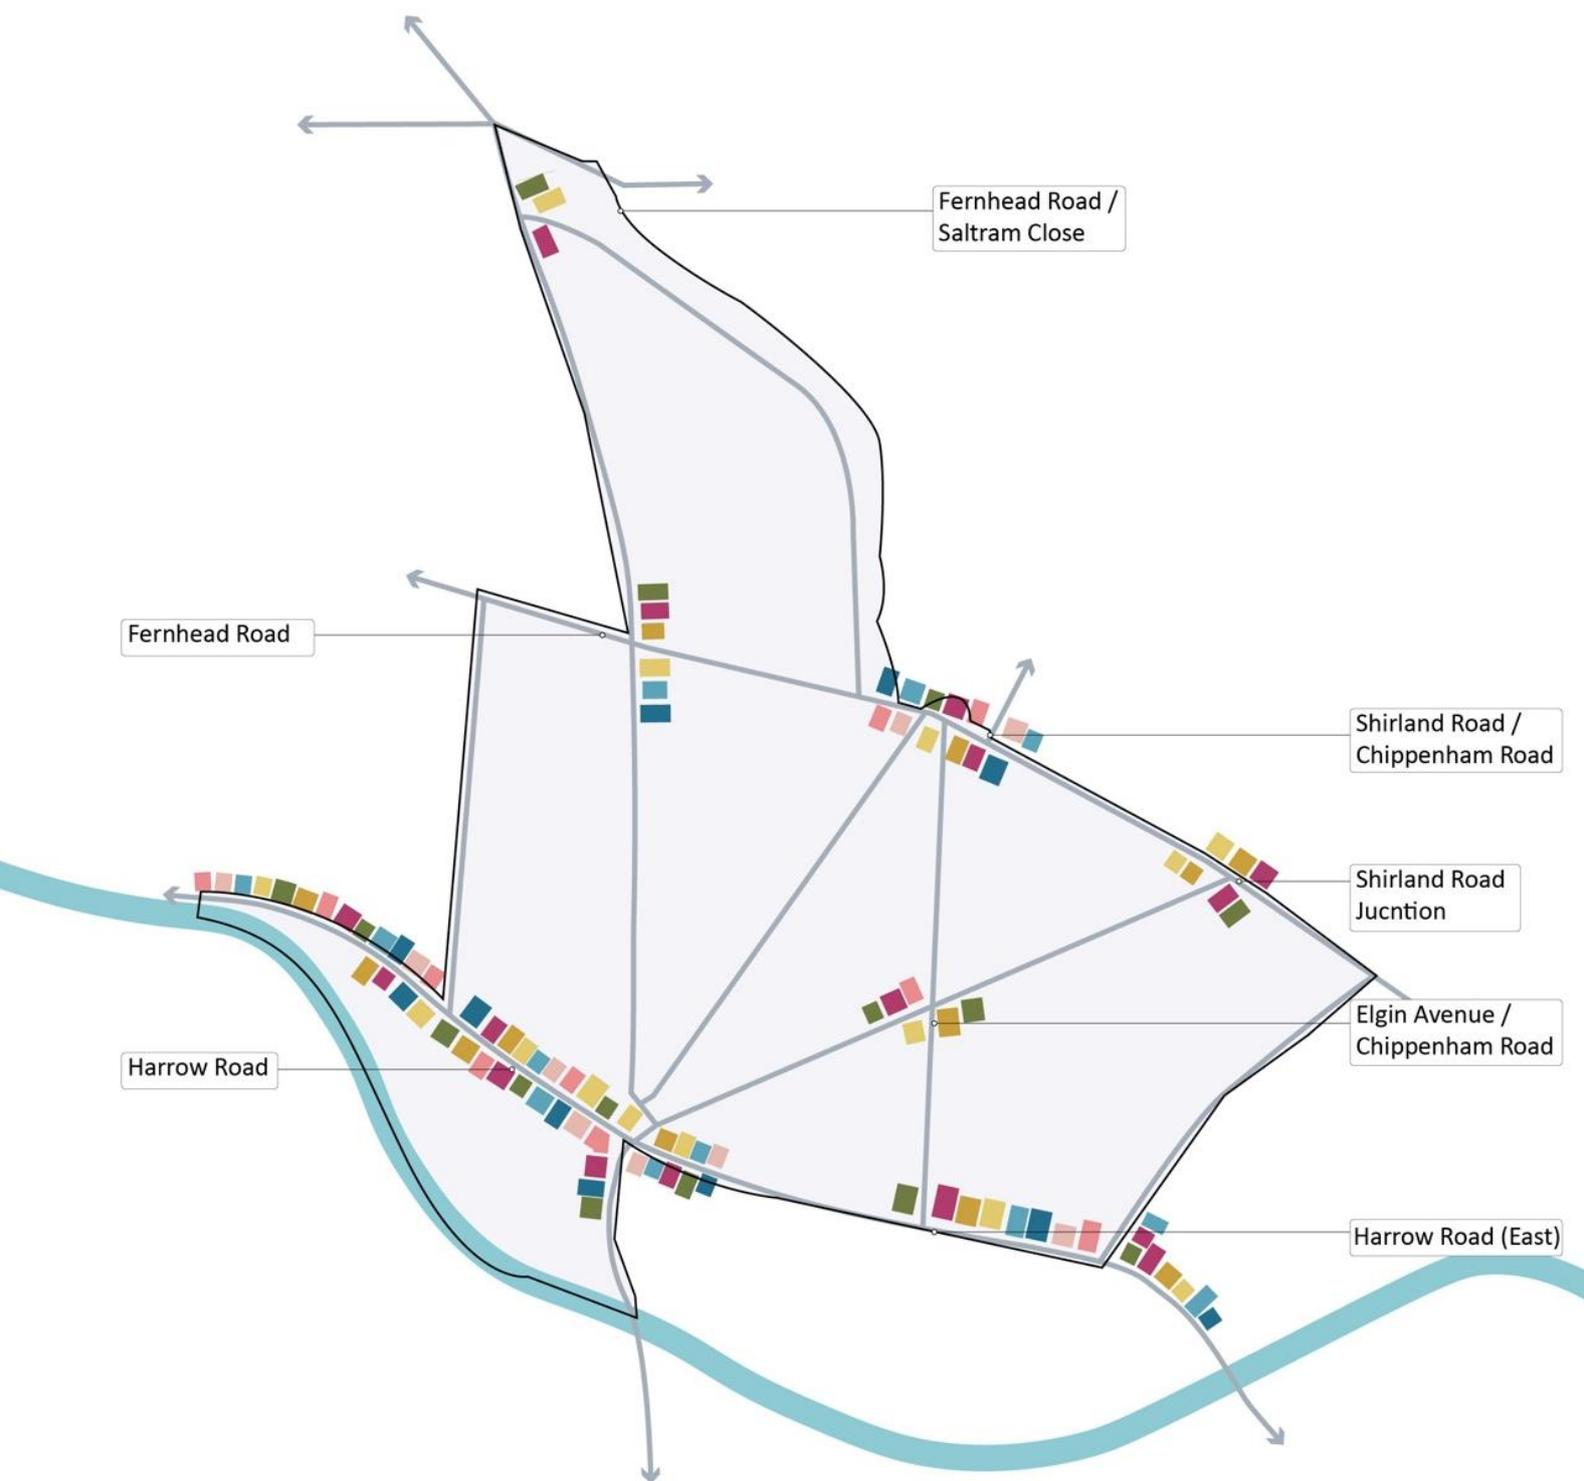 Fernhead Road /
Saltram Close
Fernhead Road
Shirland Road /
Chippenham Road
Shirland Road
Jucntion
Elgin Avenue /
Chippenham Road
Harrow Road
Harrow Road (East)